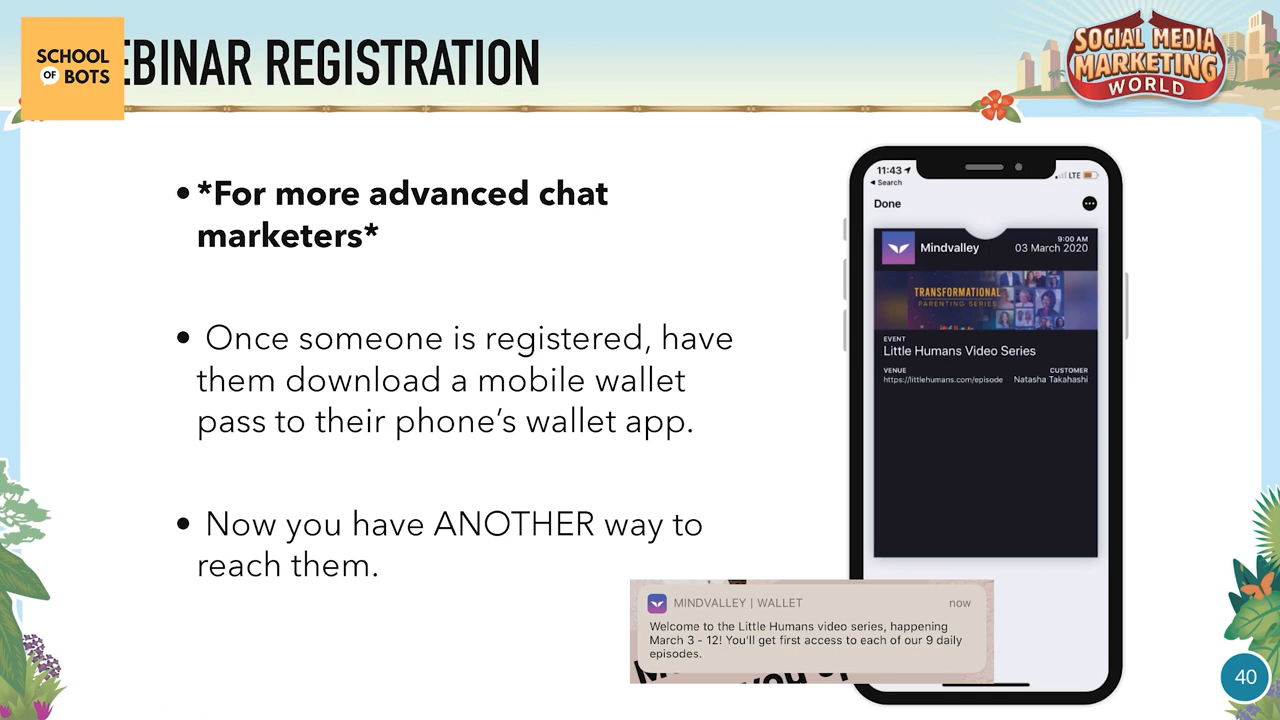 SCHOOL
OF BOTS
EBINAR REGISTRATION
SOCIAL MEDIA
MARKETING
WORLD
• *For more advanced chat
marketers*
• Once someone is registered, have
them download a mobile wallet
pass to their phone’s wallet app.
• Now you have ANOTHER way to
reach them.
11:43
LTE
◂ Search
Done
Mindvalley
9:00 AM
03 March 2020
TRANSFORMATIONAL
PARENTING SERIES
EVENT
Little Humans Video Series
VENUE
CUSTOMER
https://littlehumans.com/episode
Natasha Takahashi
MINDVALLEY | WALLET
now
Welcome to the Little Humans video series, happening
March 3 - 12! You'll get first access to each of our 9 daily
episodes.
40